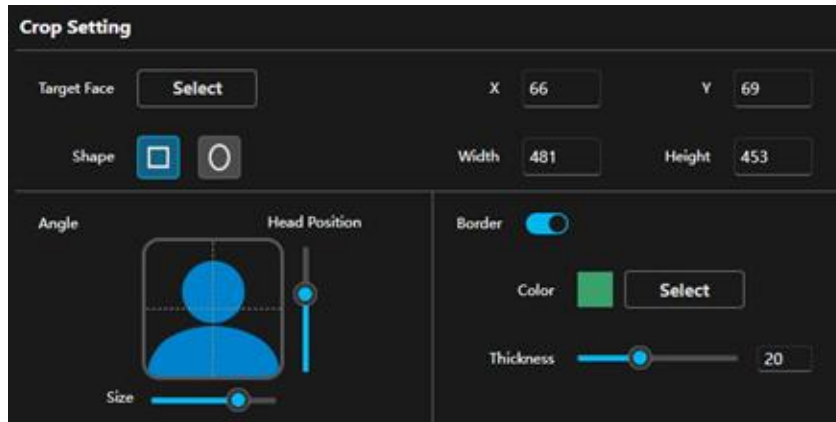 Crop Setting
Target Face Select X 66 Y 69
Shape Width 481 Height 453
Angle Head Position Border
Color Select
Thickness 20
Size